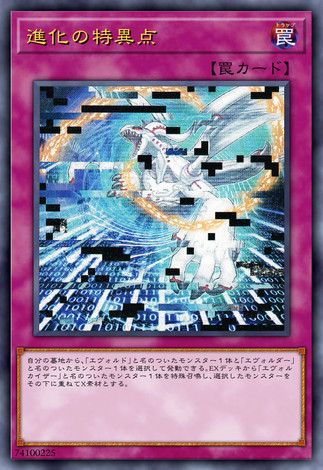 進化の特異点
トラップ
罠
【罠カード】
自分の墓地から、「エヴォルド」と名のついたモンスター１体と「エヴォルダー」
と名のついたモンスター１体を選択して発動できる。EXデッキから「エヴォル
カイザー」と名のついたモンスター１体を特殊召喚し、選択したモンスターを
その下に重ねてX素材とする。
74100225